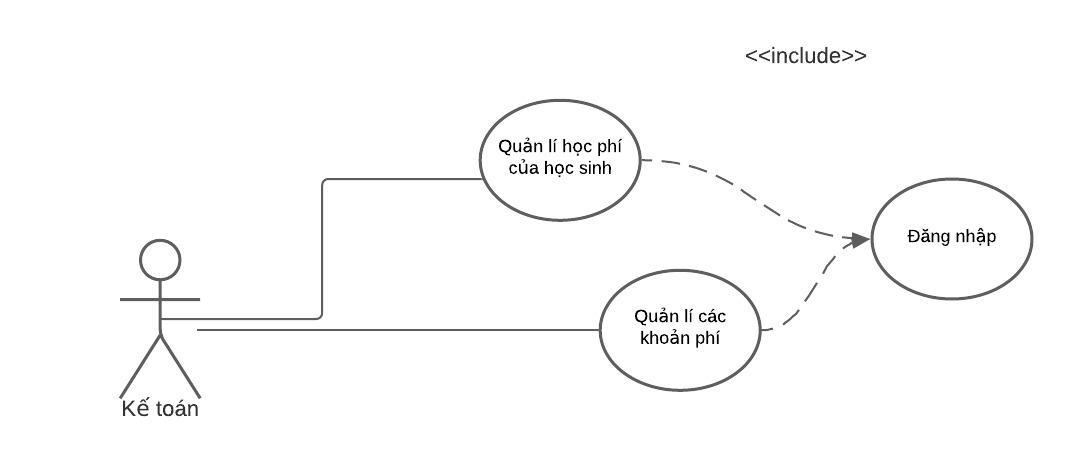 <<include>>
Quản lí học phí
của học sinh
Đăng nhập
Quản lí các
khoản phí
Kế toán